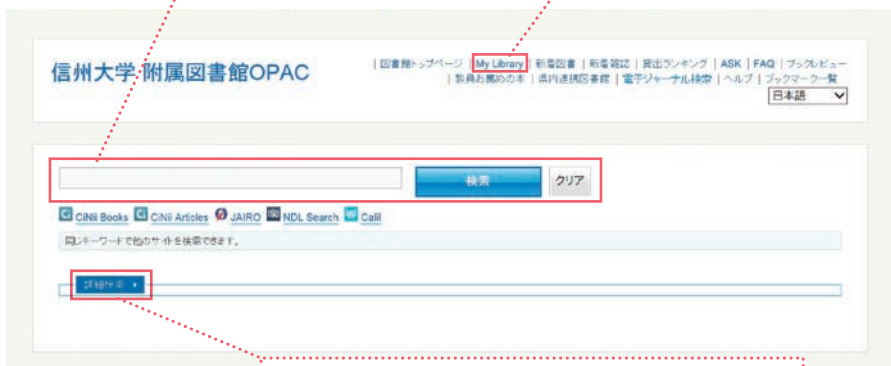 信州大学 附属図書館OPAC
| 図書館トップページ | My Library | 新着図書 | 新着雑誌 | 貸出ランキング | ASK | FAQ | ブックレビュー
| 教員お薦めの本 | 県内連携図書館 | 電子ジャーナル検索 | ヘルプ | ブックマーク一覧
日本語
検索 クリア
CiNii Books CiNii Articles JAIRO NDL Search Calil
同じキーワードで他のサイトを検索できます。
詳細検索